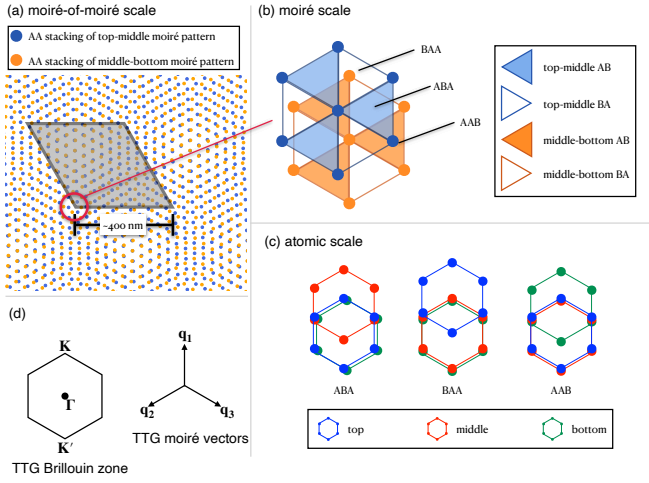 (a) moiré-of-moiré scale
AA stacking of top-middle moiré pattern
AA stacking of middle-bottom moiré pattern
~400 nm
(b) moiré scale
BAA
ABA
AAB
top-middle AB
top-middle BA
middle-bottom AB
middle-bottom BA
(c) atomic scale
ABA
BAA
AAB
top
middle
bottom
(d)
K
Γ
K′
TTG Brillouin zone
q1
q2
q3
TTG moiré vectors